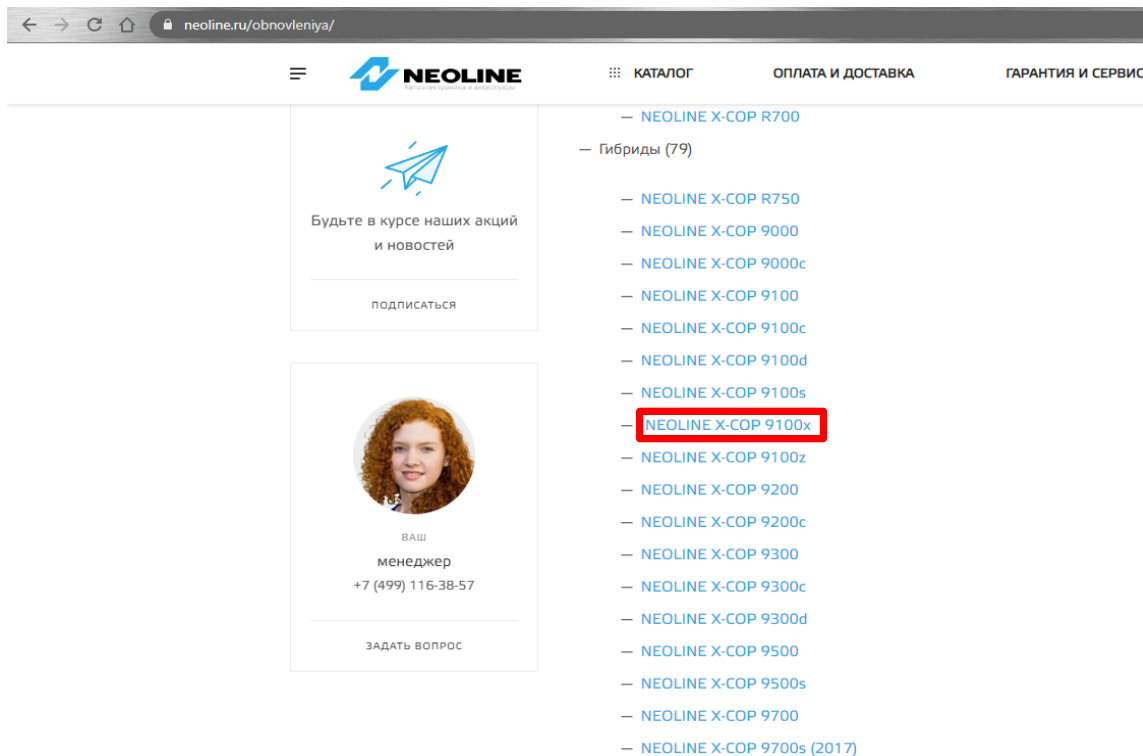 neoline.ru/obnovleniya/
NEOLINE
Автоэлектроника и аксессуары
КАТАЛОГ
ОПЛАТА И ДОСТАВКА
ГАРАНТИЯ И СЕРВИС
Будьте в курсе наших акций
и новостей
ПОДПИСАТЬСЯ
ВАШ
менеджер
+7 (499) 116-38-57
ЗАДАТЬ ВОПРОС
— NEOLINE X-COP R700
— Гибриды (79)
— NEOLINE X-COP R750
— NEOLINE X-COP 9000
— NEOLINE X-COP 9000c
— NEOLINE X-COP 9100
— NEOLINE X-COP 9100c
— NEOLINE X-COP 9100d
— NEOLINE X-COP 9100s
— NEOLINE X-COP 9100x
— NEOLINE X-COP 9100z
— NEOLINE X-COP 9200
— NEOLINE X-COP 9200c
— NEOLINE X-COP 9300
— NEOLINE X-COP 9300c
— NEOLINE X-COP 9300d
— NEOLINE X-COP 9500
— NEOLINE X-COP 9500s
— NEOLINE X-COP 9700
— NEOLINE X-COP 9700s (2017)